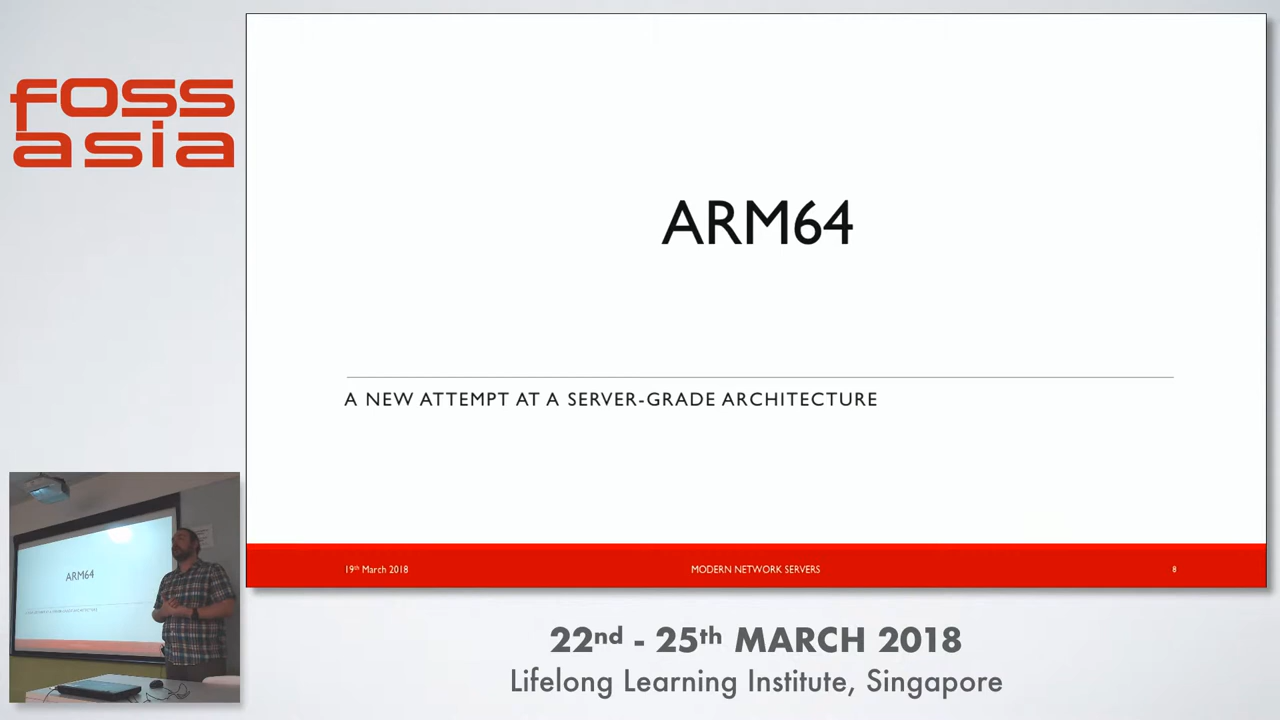 foss
asia
ARM64
A NEW ATTEMPT AT A SERVER-GRADE ARCHITECTURE
19th March 2018
MODERN NETWORK SERVERS
8
ARM64
22nd - 25th MARCH 2018
Lifelong Learning Institute, Singapore